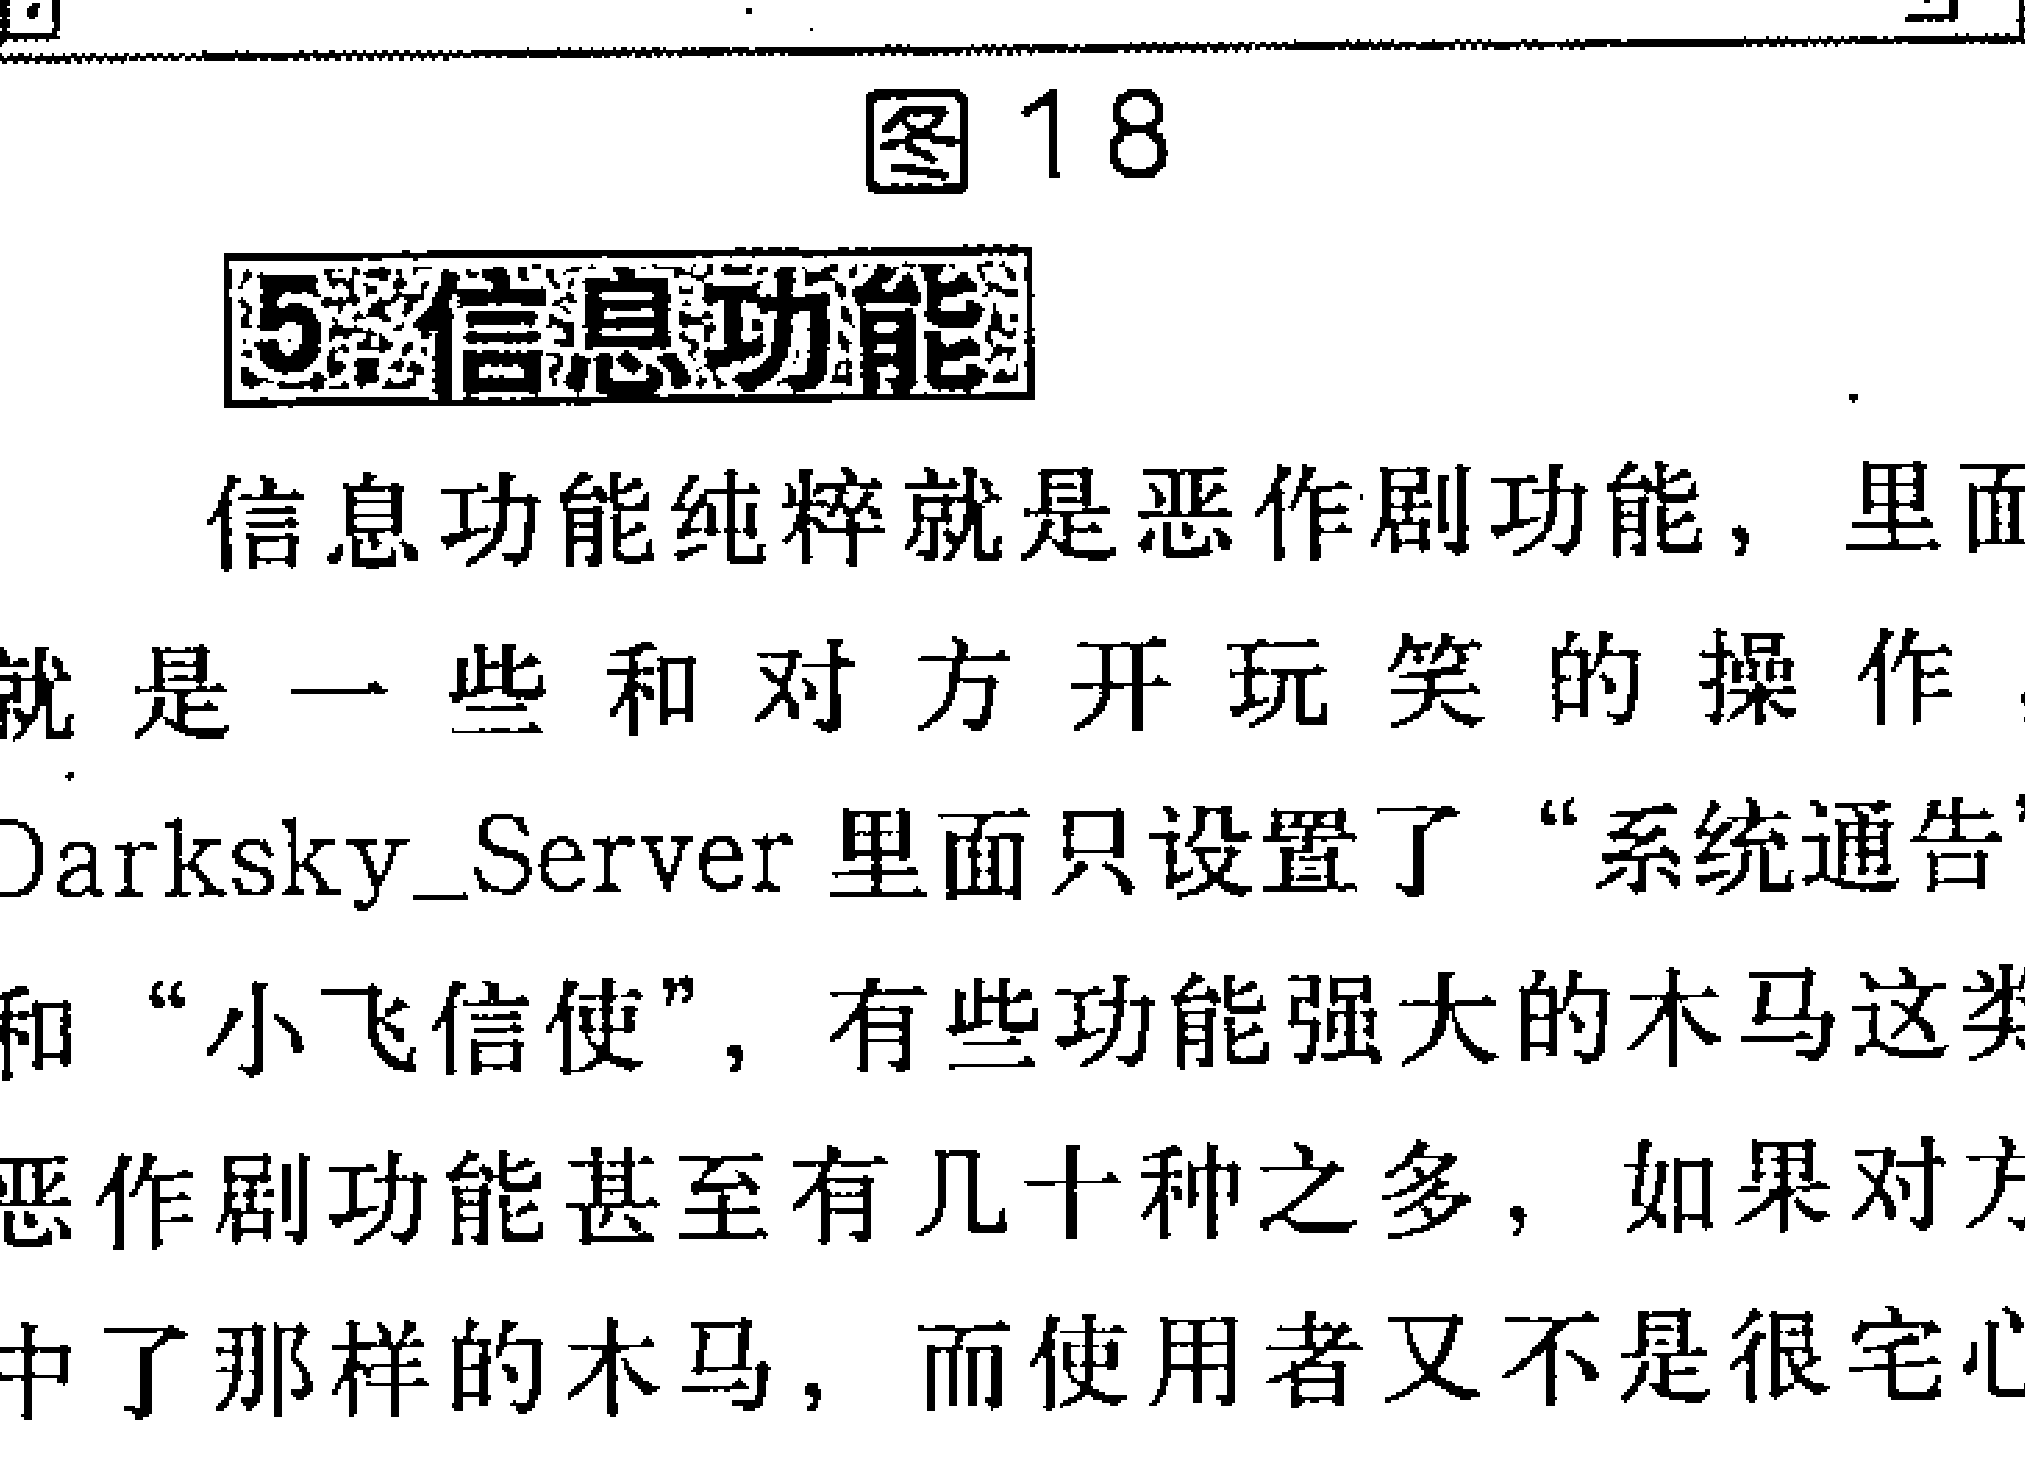 图 18
5.信息功能
信息功能纯粹就是恶作剧功能，里面
就是一些和对方开玩笑的操作，
Darksky_Server 里面只设置了“系统通告”
和“小飞信使”，有些功能强大的木马这类
恶作剧功能甚至有几十种之多，如果对方
中了那样的木马，而使用者又不是很宅心